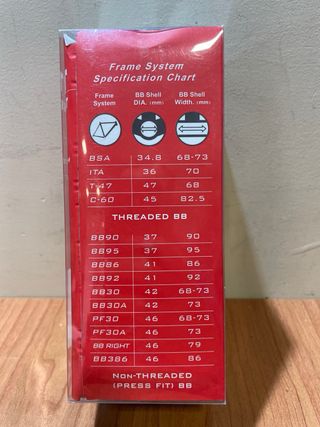 Frame System
Specification Chart
Frame System BB Shell DIA. (mm) BB Shell Width. (mm)
BSA 34.8 68-73
ITA 36 70
T-47 47 68
C-60 45 82.5
THREADED BB
BB90 37 90
BB95 37 95
BB86 41 86
BB92 41 92
BB30 42 68-73
BB30A 42 73
PF30 46 68-73
PF30A 46 73
BB RIGHT 46 79
BB386 46 86
NON-THREADED
(PRESS FIT) BB